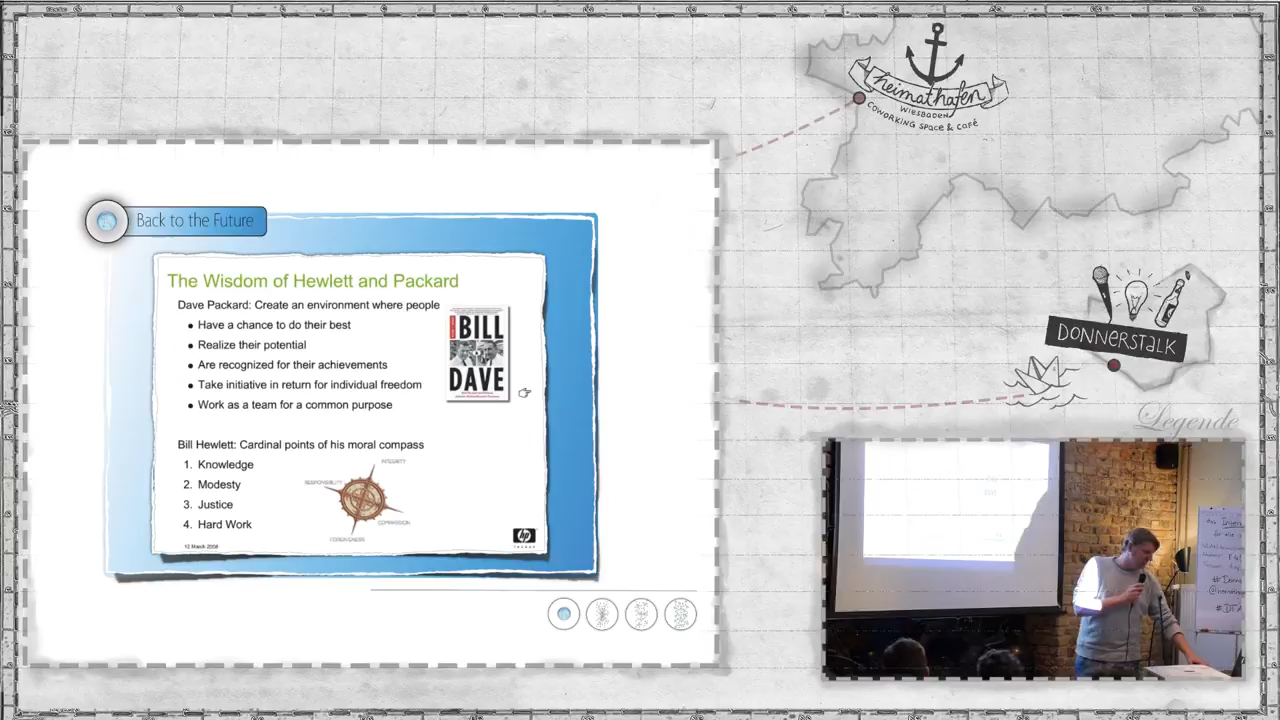 heimathafen
WIESBADEN
COWORKING SPACE & CAFÉ
Back to the Future
The Wisdom of Hewlett and Packard
Dave Packard: Create an environment where people
● Have a chance to do their best
● Realize their potential
● Are recognized for their achievements
● Take initiative in return for individual freedom
● Work as a team for a common purpose
BILL
DAVE
Bill Hewlett: Cardinal points of his moral compass
1. Knowledge
2. Modesty
3. Justice
4. Hard Work
INTEGRITY
RESPONSIBILITY
COMPASSION
FORGIVENESS
12 March 2008
hp
DONNERSTALK
Legende